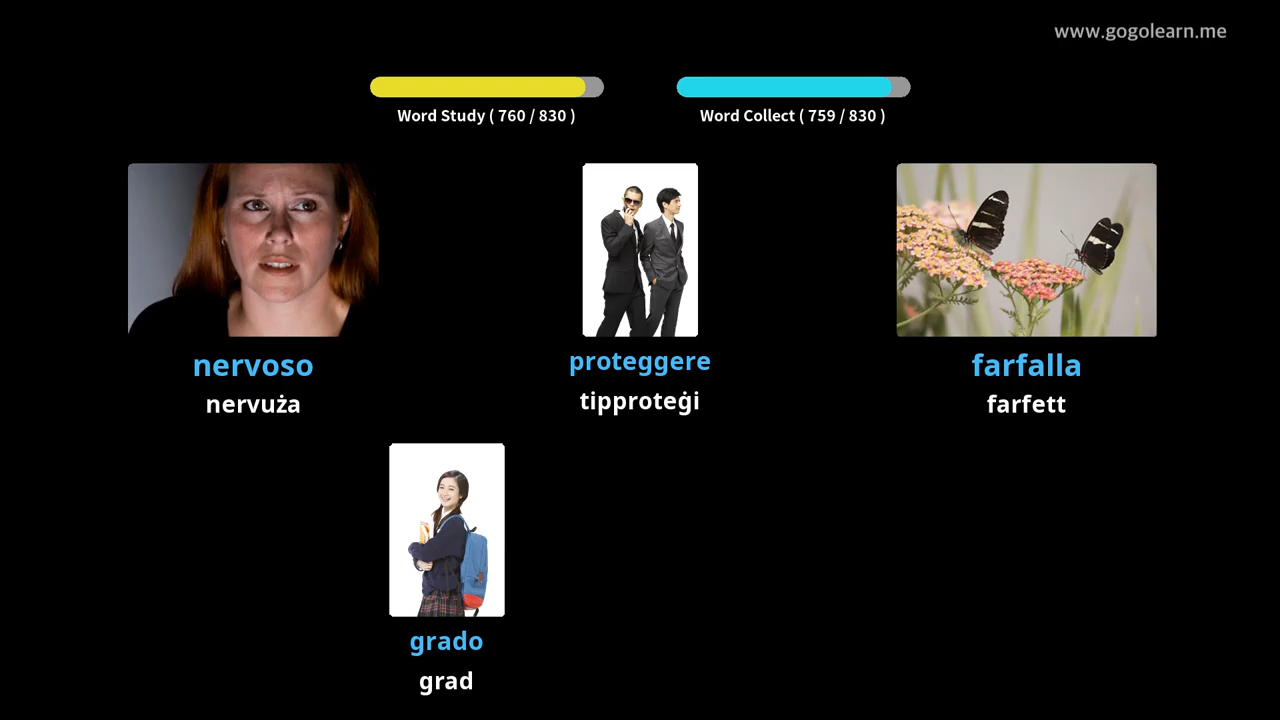 www.gogolearn.me
Word Study ( 760 / 830 )
Word Collect ( 759 / 830 )
nervoso
nervuża
proteggere
tipproteġi
farfalla
farfett
grado
grad